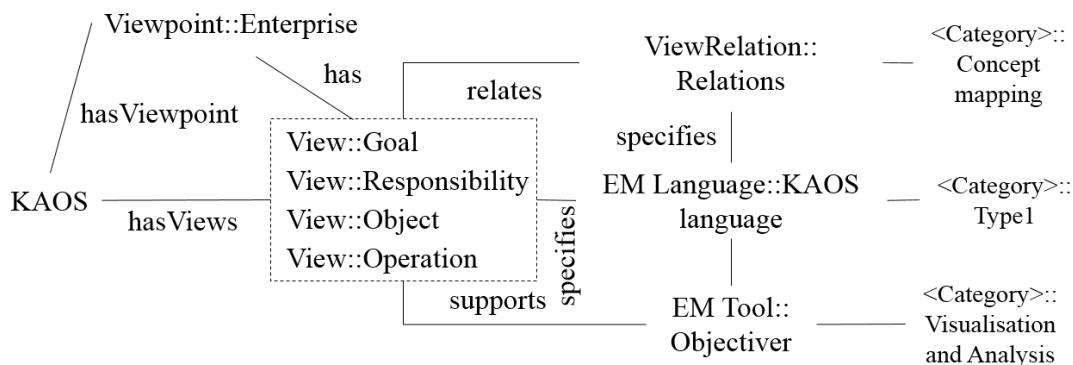 Viewpoint::Enterprise
has
hasViewpoint
KAOS
hasViews
View::Goal
View::Responsibility
View::Object
View::Operation
relates
ViewRelation::
Relations
<Category>::
Concept
mapping
specifies
EM Language::KAOS
language
<Category>::
Type1
specifies
supports
EM Tool::
Objectiver
<Category>::
Visualisation
and Analysis